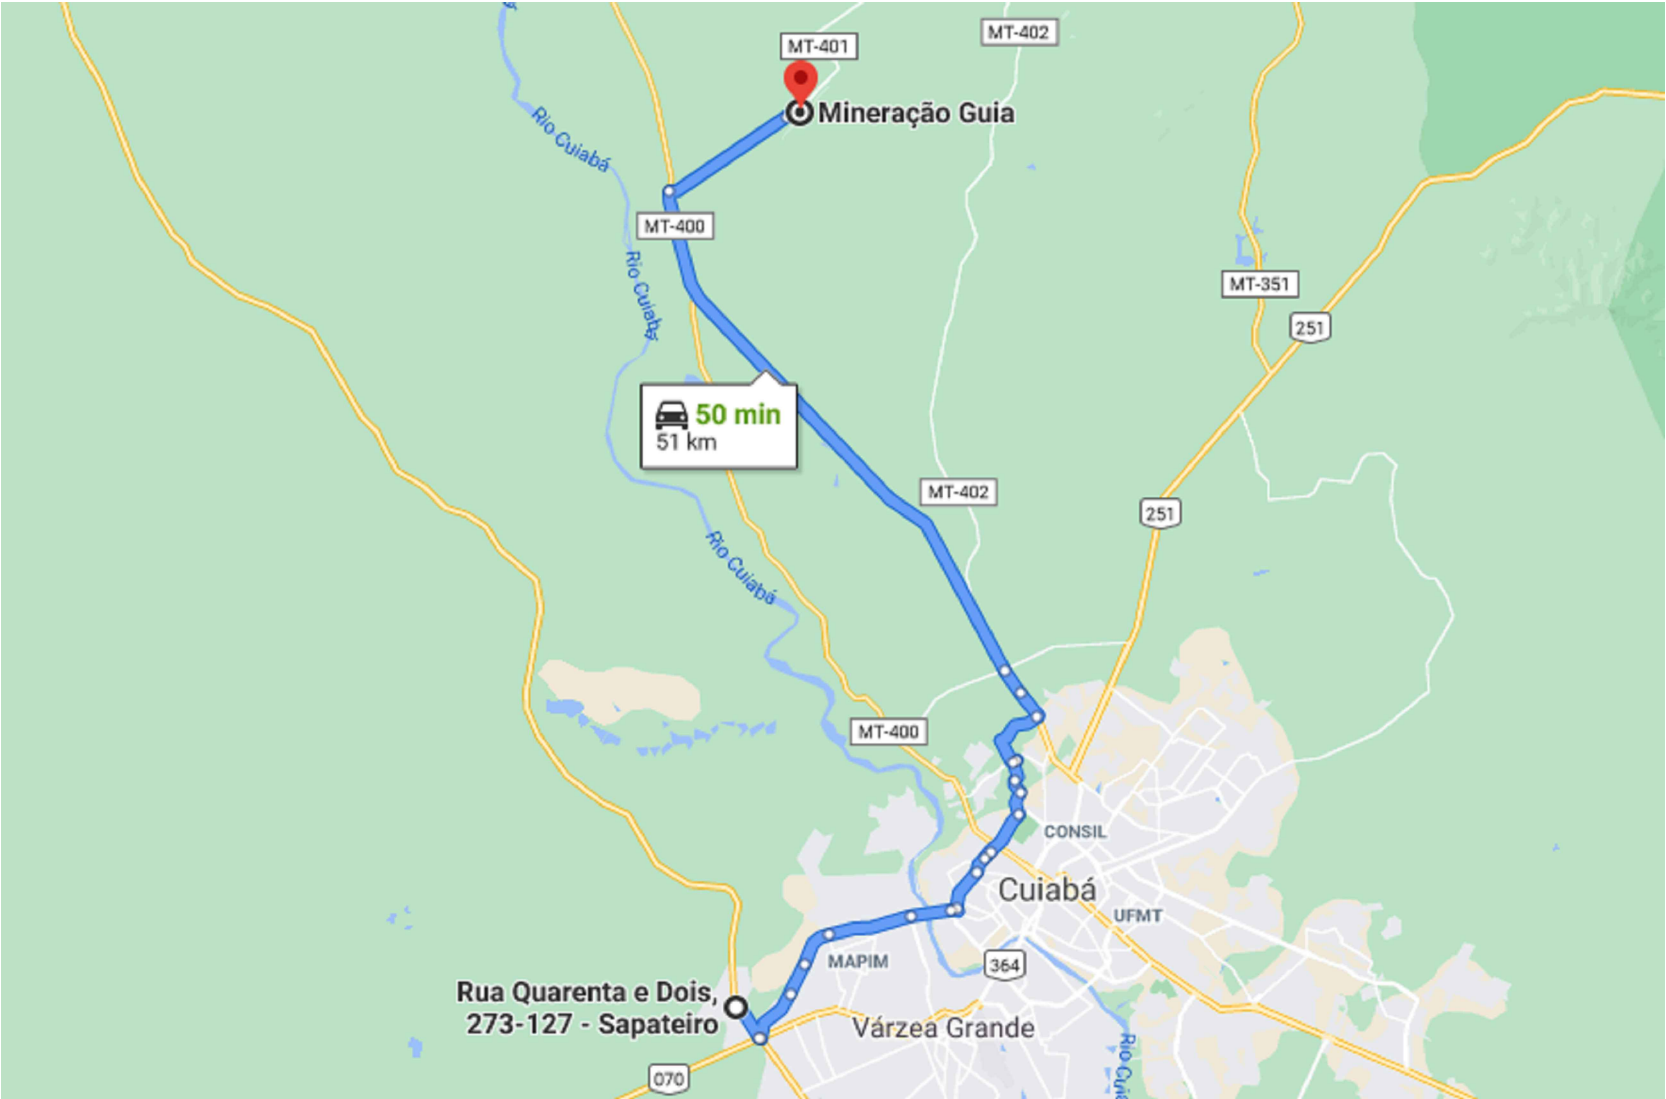 MT-401
MT-402
Mineração Guia
Rio Cuiabá
MT-400
Rio Cuiabá
MT-351
251
50 min
51 km
MT-402
251
Rio Cuiabá
MT-400
CONSIL
Cuiabá
UFMT
MAPIM
364
Rua Quarenta e Dois,
273-127 - Sapateiro
Várzea Grande
070